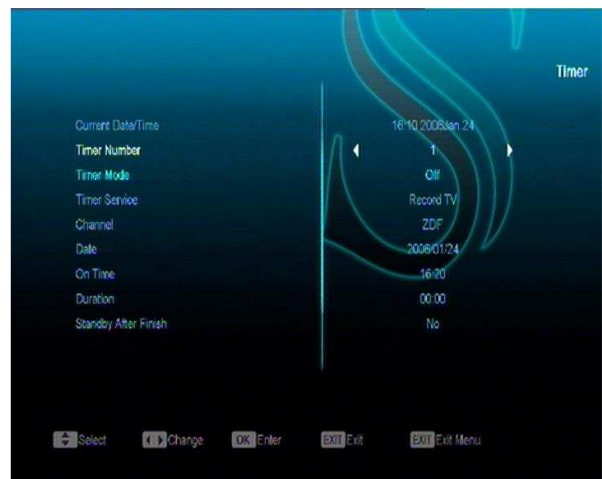 Timer
Current Date/Time 16:10 2006/Jan.24
Timer Number 1
Timer Mode Off
Timer Service Record TV
Channel ZDF
Date 2006/01/24
On Time 16:20
Duration 00:00
Standby After Finish No
Select Change OK Enter EXIT Exit EXIT Exit Menu